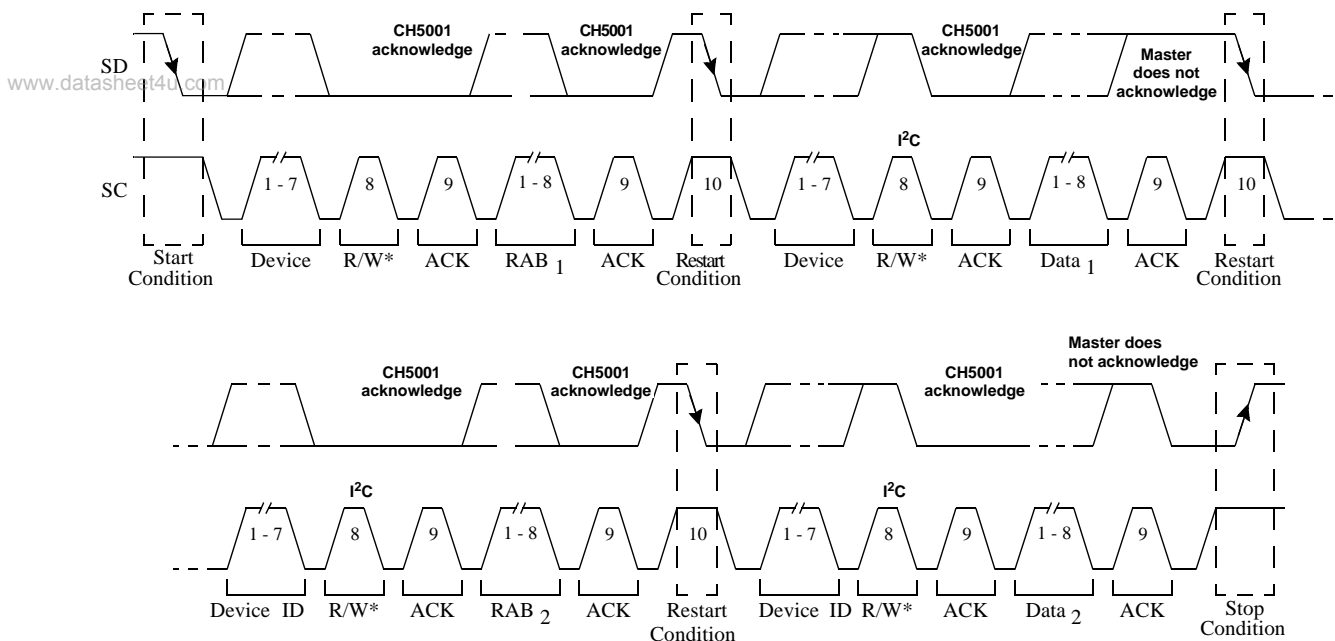 CH5001
acknowledge
CH5001
acknowledge
CH5001
acknowledge
SD
Master
does not
acknowledge
www.datasheet4u.com
I²C
SC
1 - 7
8
9
1 - 8
9
10
1 - 7
8
9
1 - 8
9
10
Start
Condition
Device
R/W*
ACK
RAB 1
ACK
Restart
Condition
Device
R/W*
ACK
Data 1
ACK
Restart
Condition
CH5001
acknowledge
CH5001
acknowledge
CH5001
acknowledge
Master does
not acknowledge
I²C
I²C
1 - 7
8
9
1 - 8
9
10
1 - 7
8
9
1 - 8
9
Device ID
R/W*
ACK
RAB 2
ACK
Restart
Condition
Device ID
R/W*
ACK
Data 2
ACK
Stop
Condition